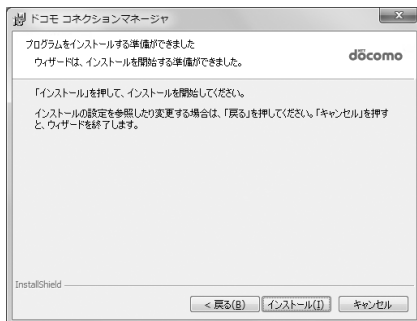 ドコモ コネクションマネージャ
プログラムをインストールする準備ができました
ウィザードは、インストールを開始する準備ができました。
döcomo
「インストール」を押して、インストールを開始してください。
インストールの設定を参照したり変更する場合は、「戻る」を押してください。「キャンセル」を押す
と、ウィザードを終了します。
InstallShield
< 戻る(B)
インストール(I)
キャンセル